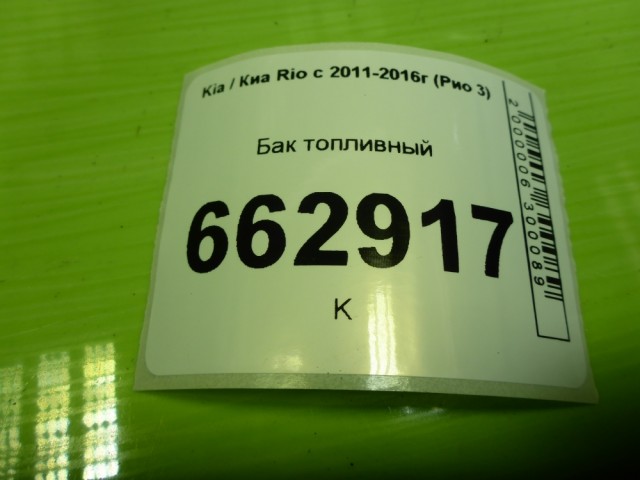 Kia / Киа Rio с 2011-2016г (Рио 3)
Бак топливный
662917
К
2000006300089